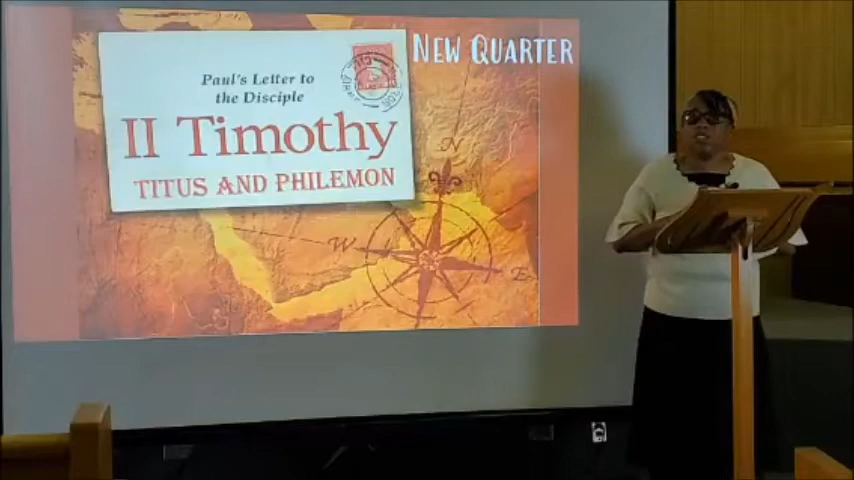 NEW QUARTER
Paul's Letter to
the Disciple
II Timothy
TITUS AND PHILEMON
N
W
E